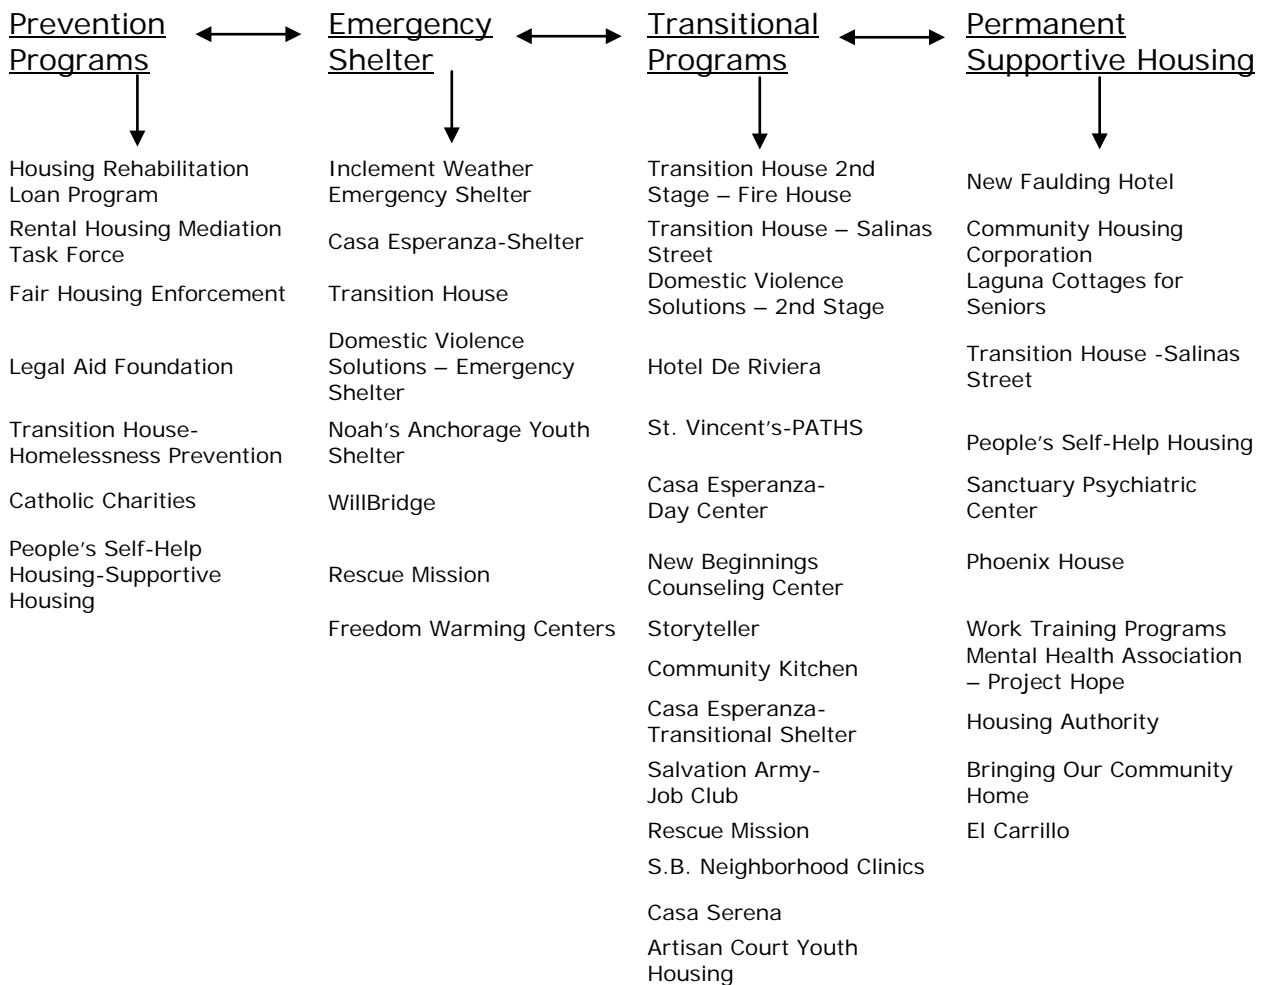 Prevention
Programs
Emergency
Shelter
Transitional
Programs
Permanent
Supportive Housing
Housing Rehabilitation
Loan Program
Rental Housing Mediation
Task Force
Fair Housing Enforcement
Legal Aid Foundation
Transition House-
Homelessness Prevention
Catholic Charities
People's Self-Help
Housing-Supportive
Housing
Inclement Weather
Emergency Shelter
Casa Esperanza-Shelter
Transition House
Domestic Violence
Solutions – Emergency
Shelter
Noah's Anchorage Youth
Shelter
WillBridge
Rescue Mission
Freedom Warming Centers
Transition House 2nd
Stage – Fire House
Transition House – Salinas
Street
Domestic Violence
Solutions – 2nd Stage
Hotel De Riviera
St. Vincent's-PATHS
Casa Esperanza-
Day Center
New Beginnings
Counseling Center
Storyteller
Community Kitchen
Casa Esperanza-
Transitional Shelter
Salvation Army-
Job Club
Rescue Mission
S.B. Neighborhood Clinics
Casa Serena
Artisan Court Youth
Housing
New Faulding Hotel
Community Housing
Corporation
Laguna Cottages for
Seniors
Transition House -Salinas
Street
People's Self-Help Housing
Sanctuary Psychiatric
Center
Phoenix House
Work Training Programs
Mental Health Association
– Project Hope
Housing Authority
Bringing Our Community
Home
El Carrillo